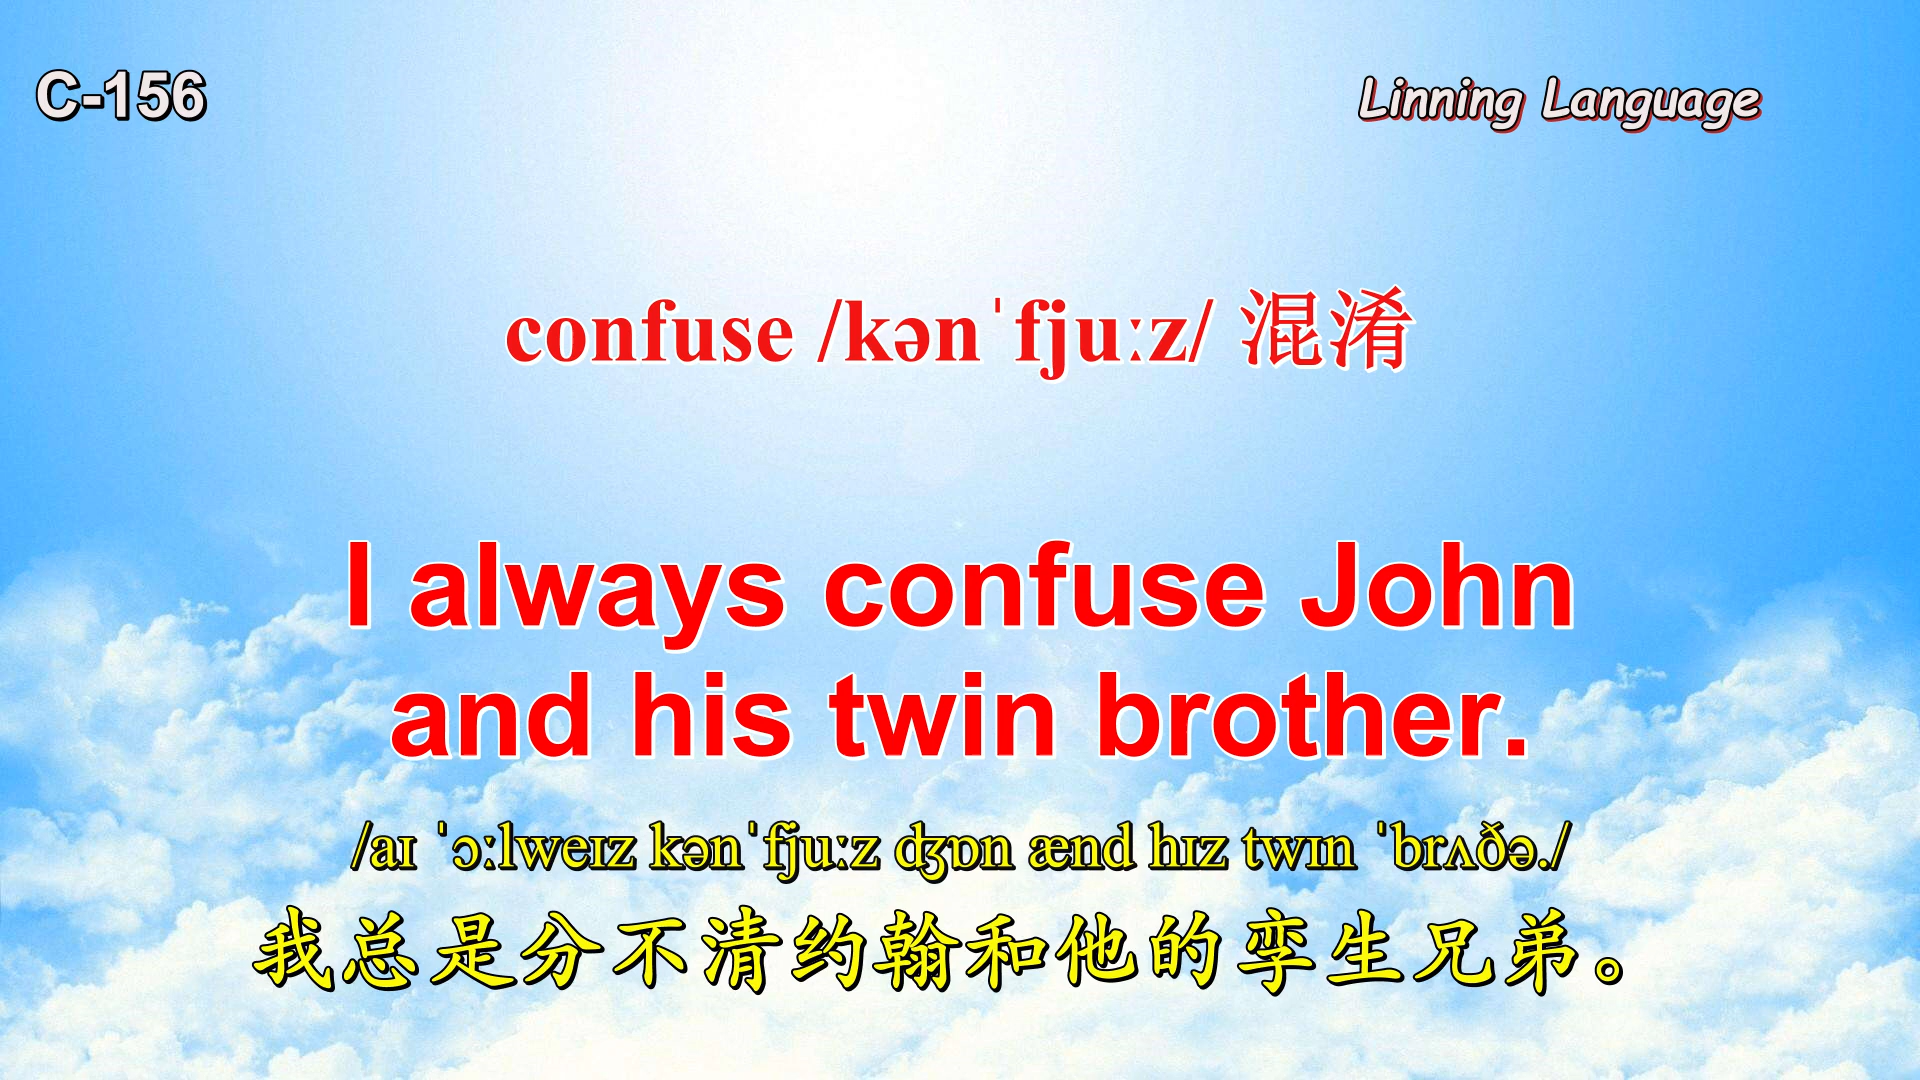 C-156
Linning Language
confuse /kənˈfjuːz/ 混淆
I always confuse John
and his twin brother.
/aɪ ˈɔːlweɪz kənˈfjuːz ʤɒn ænd hɪz twɪn ˈbrʌðə./
我总是分不清约翰和他的孪生兄弟。